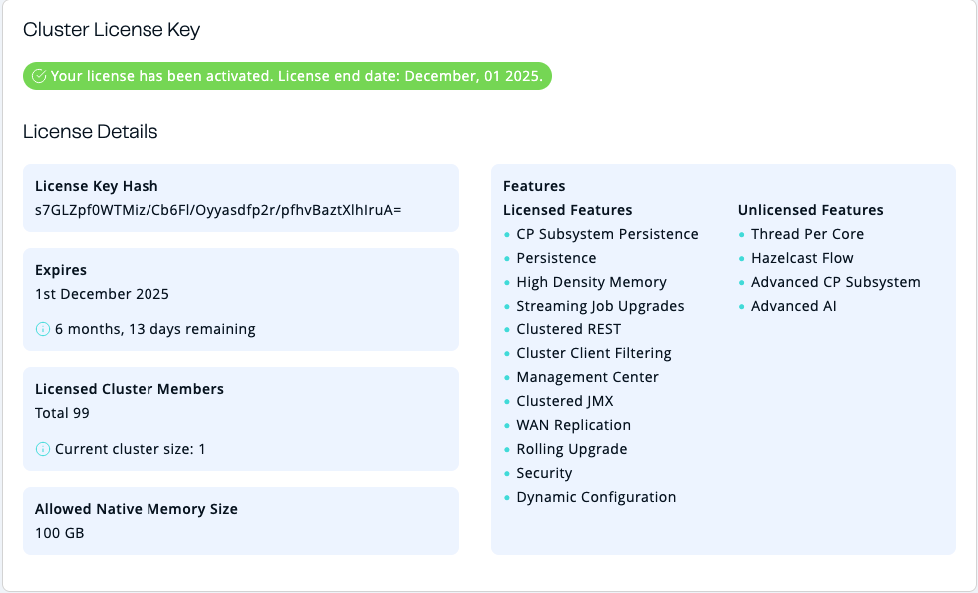 Cluster License Key
Your license has been activated. License end date: December, 01 2025.
License Details
License Key Hash
s7GLZpf0WTMiz/Cb6Fl/Oyyasdfp2r/pfhvBaztXlhIruA=
Expires
1st December 2025
6 months, 13 days remaining
Licensed Cluster Members
Total 99
Current cluster size: 1
Allowed Native Memory Size
100 GB
Features
Licensed Features
CP Subsystem Persistence
Persistence
High Density Memory
Streaming Job Upgrades
Clustered REST
Cluster Client Filtering
Management Center
Clustered JMX
WAN Replication
Rolling Upgrade
Security
Dynamic Configuration
Unlicensed Features
Thread Per Core
Hazelcast Flow
Advanced CP Subsystem
Advanced AI